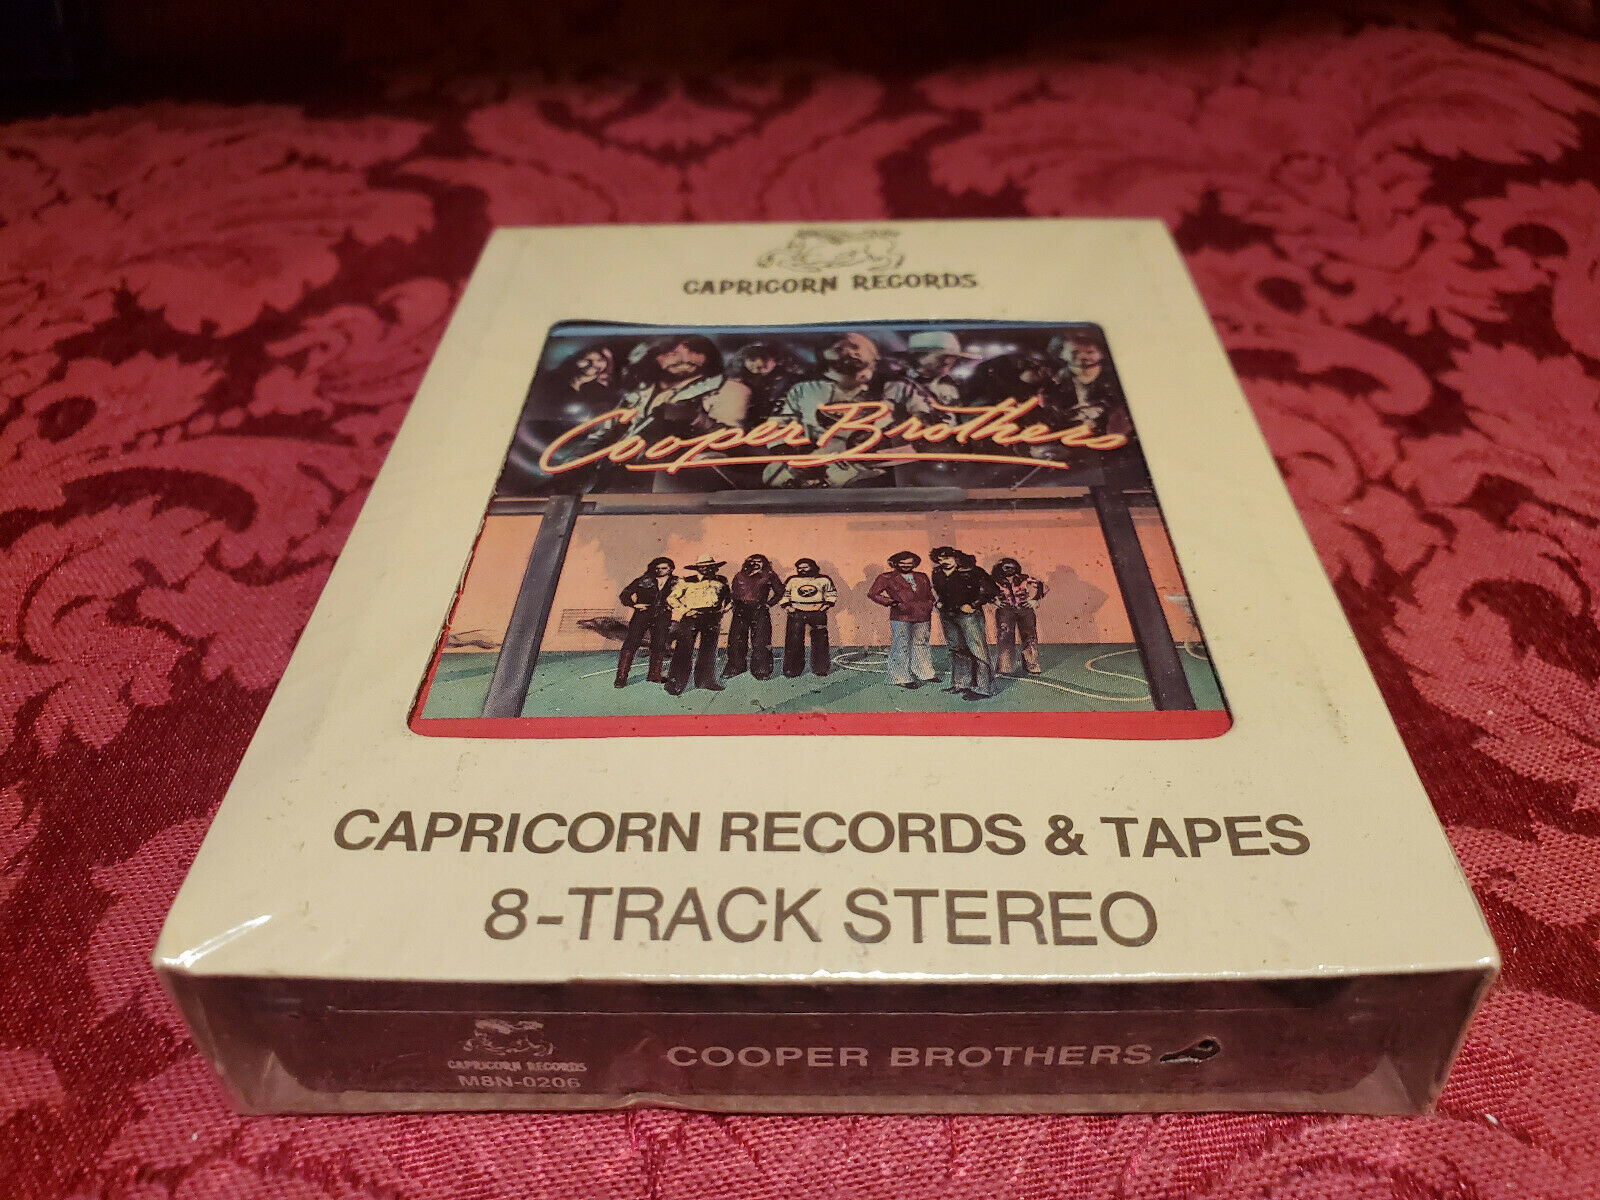 CAPRICORN RECORDS
Cooper Brothers
CAPRICORN RECORDS & TAPES
8-TRACK STEREO
CAPRICORN RECORDS
M8N-0206
COOPER BROTHERS